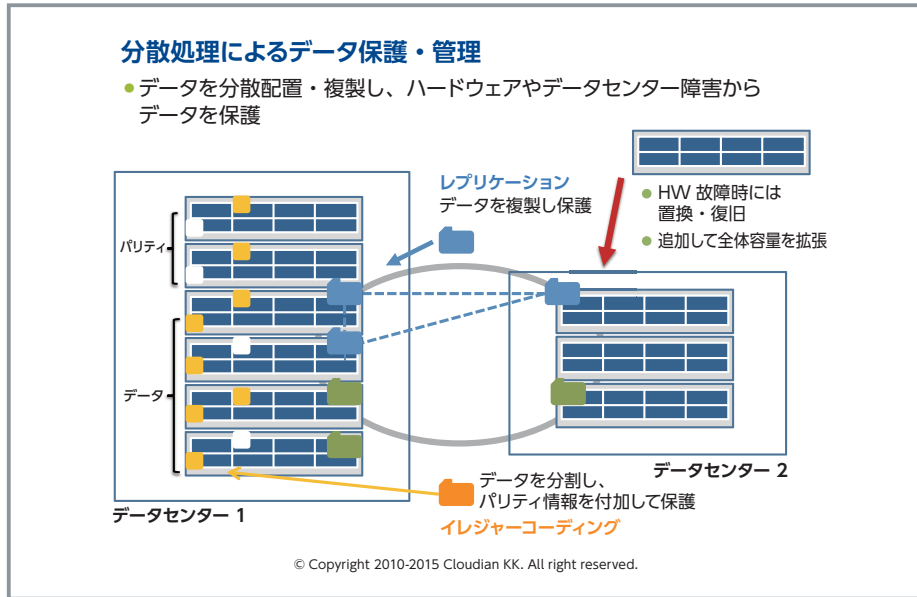 分散処理によるデータ保護・管理
データを分散配置・複製し、ハードウェアやデータセンター障害から
データを保護
レプリケーション
データを複製し保護
HW 故障時には
置換・復旧
追加して全体容量を拡張
パリティ
データ
データセンター 1
データセンター 2
データを分割し、
パリティ情報を付加して保護
イレジャーコーディング
© Copyright 2010-2015 Cloudian KK. All right reserved.